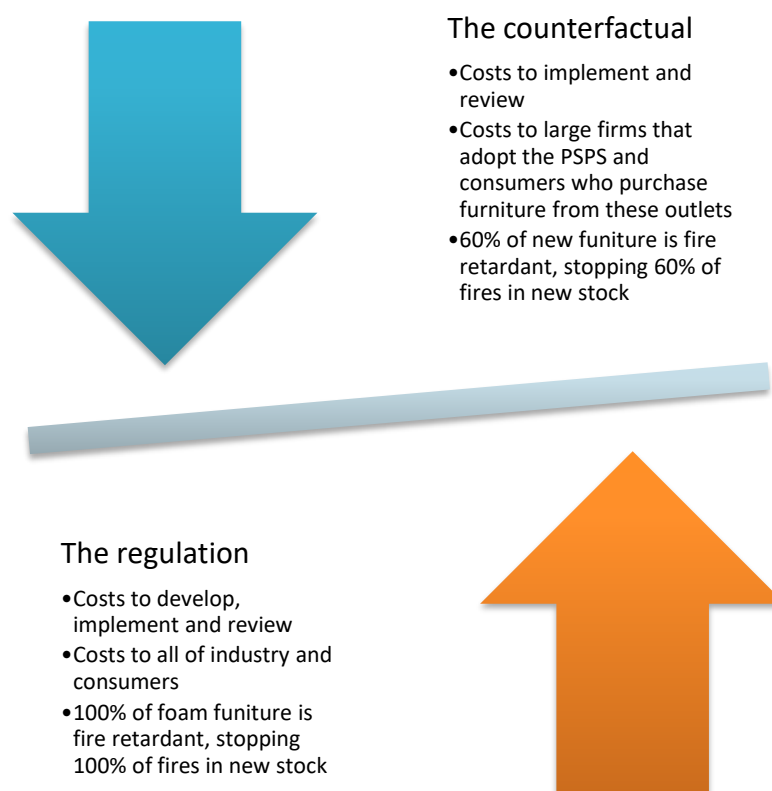 The counterfactual
•Costs to implement and
review
•Costs to large firms that
adopt the PSPS and
consumers who purchase
furniture from these outlets
•60% of new funiture is fire
retardant, stopping 60% of
fires in new stock
The regulation
•Costs to develop,
implement and review
•Costs to all of industry and
consumers
•100% of foam funiture is
fire retardant, stopping
100% of fires in new stock